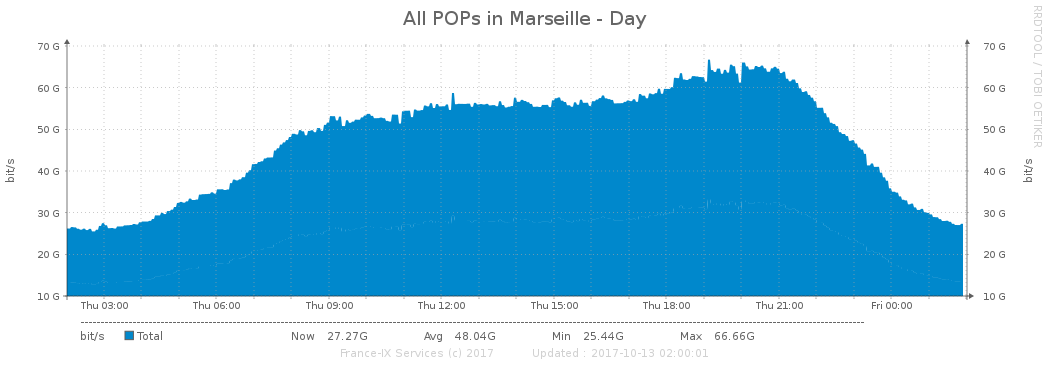 All POPs in Marseille - Day
RRDTOOL / TOBI OETIKER
70 G 70 G
60 G 60 G
50 G 50 G
40 G 40 G
30 G 30 G
20 G 20 G
10 G 10 G
bit/s
bit/s
Thu 03:00 Thu 06:00 Thu 09:00 Thu 12:00 Thu 15:00 Thu 18:00 Thu 21:00 Fri 00:00
bit/s Total Now 27.27G Avg 48.04G Min 25.44G Max 66.66G
France-IX Services (c) 2017 Updated : 2017-10-13 02:00:01